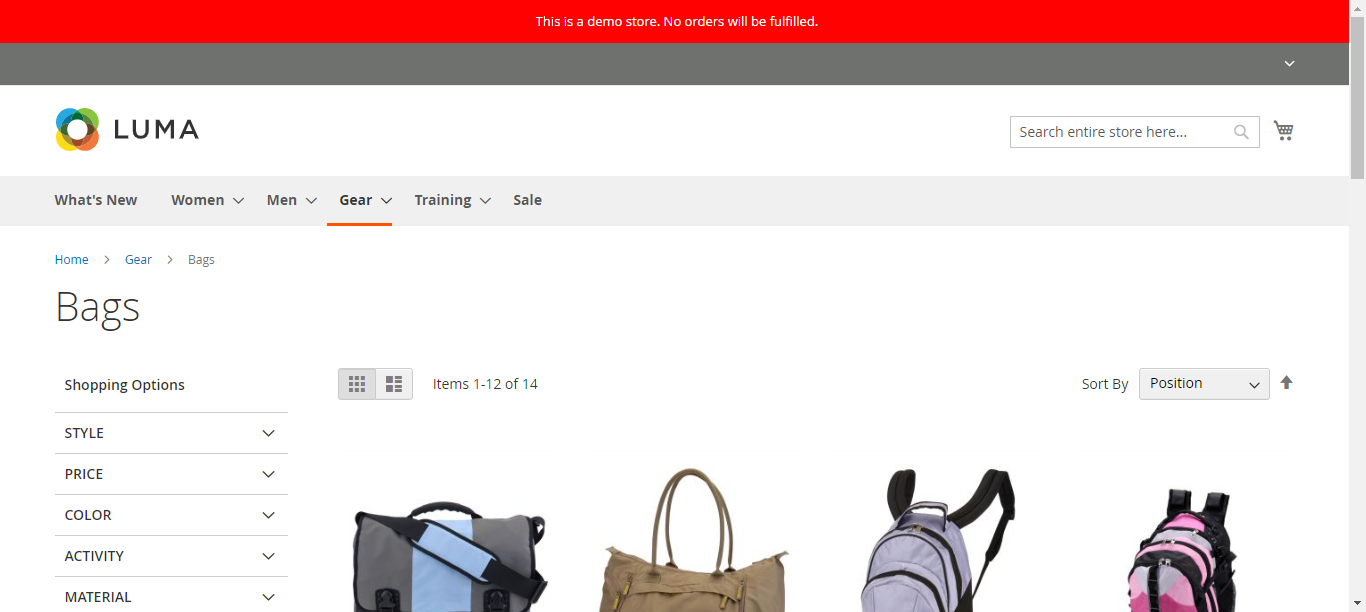 This is a demo store. No orders will be fulfilled.
LUMA
Search entire store here...
What's New Women Men Gear Training Sale
Home Gear Bags
Bags
Shopping Options
Items 1-12 of 14
Sort By Position
STYLE
PRICE
COLOR
ACTIVITY
MATERIAL